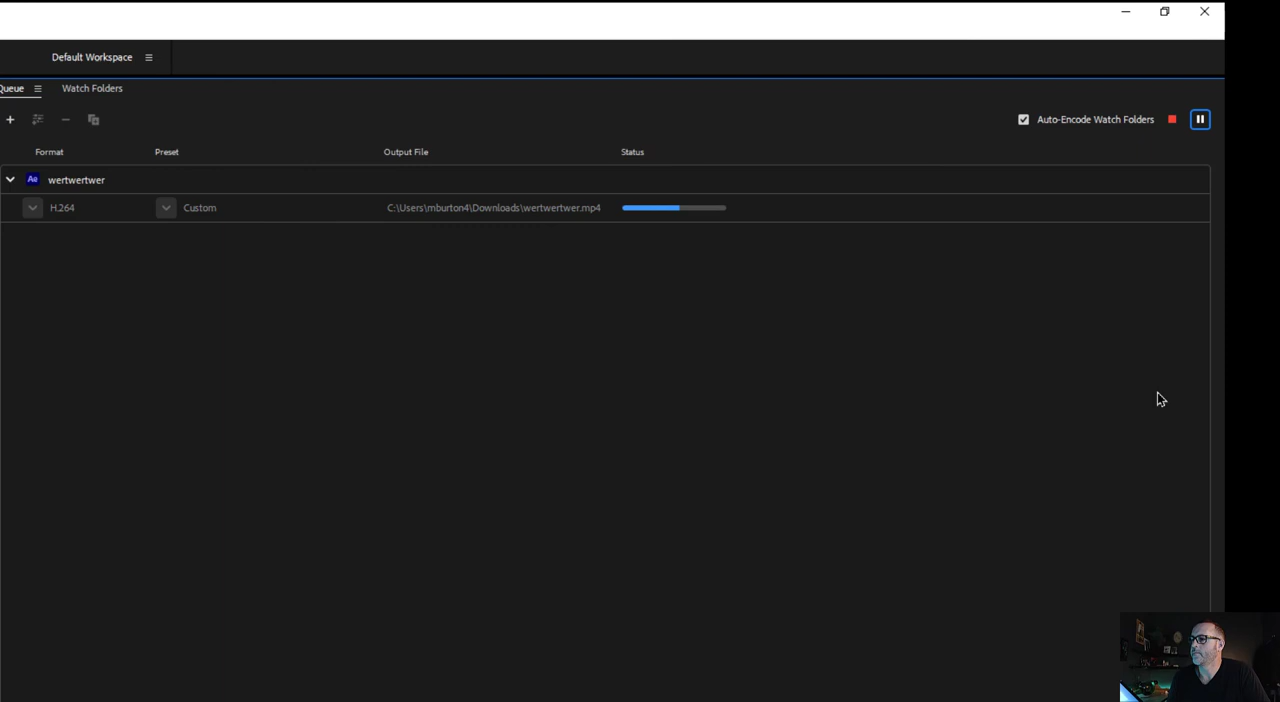 Default Workspace
Queue Watch Folders
Auto-Encode Watch Folders
Format Preset Output File Status
Ae wertwertwer
H.264 Custom C:\Users\mburton4\Downloads\wertwertwer.mp4